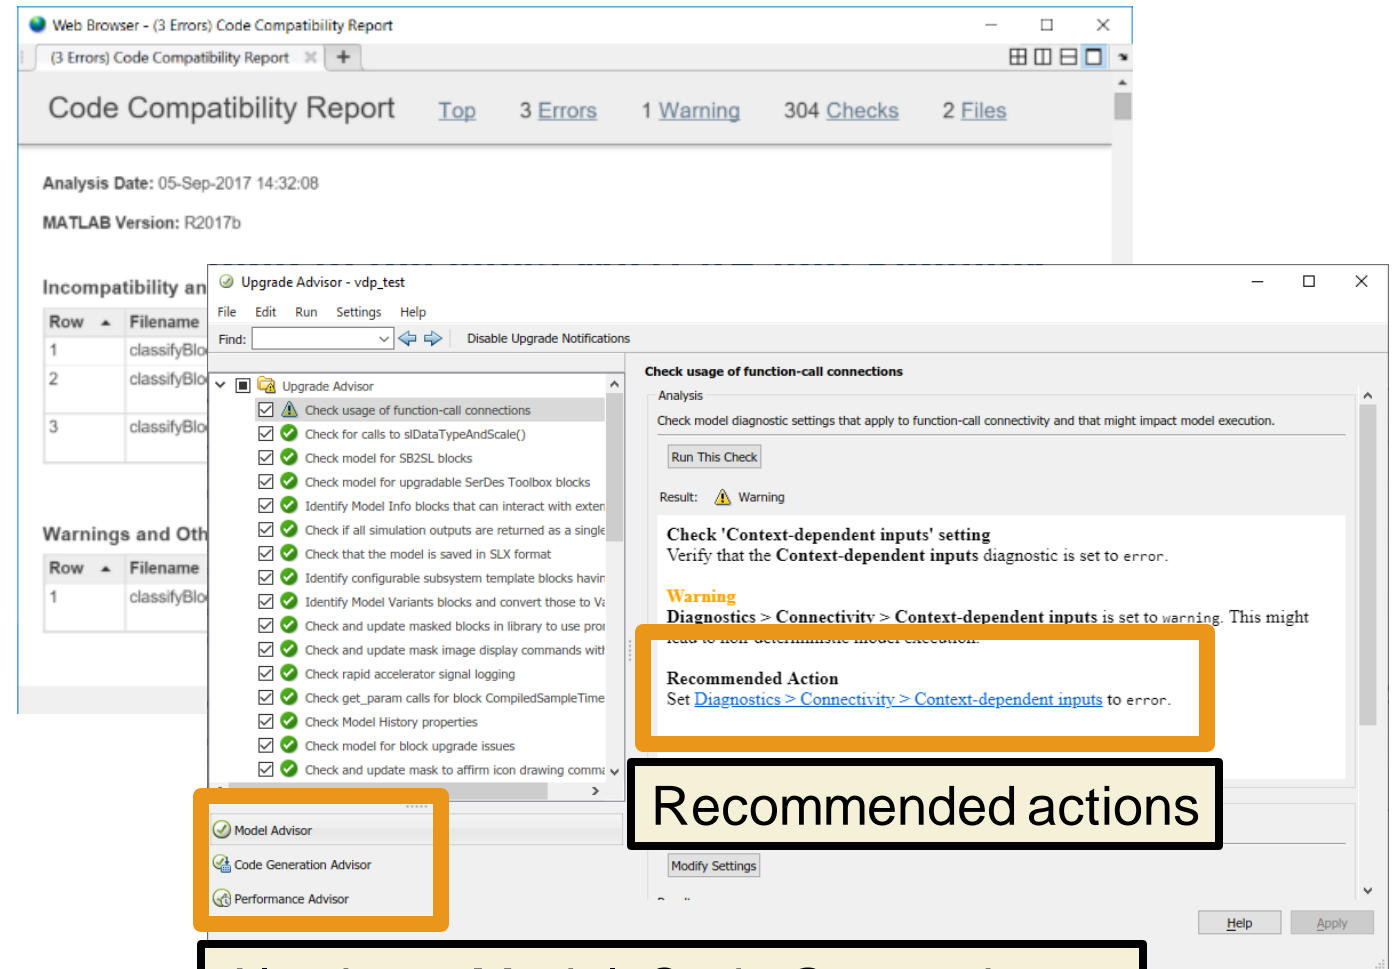 Web Browser - (3 Errors) Code Compatibility Report
(3 Errors) Code Compatibility Report
Code Compatibility Report Top 3 Errors 1 Warning 304 Checks 2 Files
Analysis Date: 05-Sep-2017 14:32:08
MATLAB Version: R2017b
Incompatibility an
Row Filename
1 classifyBlo
2 classifyBlo
3 classifyBlo
Warnings and Oth
Row Filename
1 classifyBlo
Upgrade Advisor - vdp_test
File Edit Run Settings Help
Find: Disable Upgrade Notifications
Upgrade Advisor
Check usage of function-call connections
Check for calls to slDataTypeAndScale()
Check model for SB2SL blocks
Check model for upgradable SerDes Toolbox blocks
Identify Model Info blocks that can interact with exter
Check if all simulation outputs are returned as a single
Check that the model is saved in SLX format
Identify configurable subsystem template blocks havin
Identify Model Variants blocks and convert those to Va
Check and update masked blocks in library to use pro
Check and update mask image display commands with
Check rapid accelerator signal logging
Check get_param calls for block CompiledSampleTime
Check Model History properties
Check model for block upgrade issues
Check and update mask to affirm icon drawing comma
Model Advisor
Code Generation Advisor
Performance Advisor
Check usage of function-call connections
Analysis
Check model diagnostic settings that apply to function-call connectivity and that might impact model execution.
Run This Check
Result: Warning
Check 'Context-dependent inputs' setting
Verify that the Context-dependent inputs diagnostic is set to error.
Warning
Diagnostics > Connectivity > Context-dependent inputs is set to warning. This might
lead to non-deterministic model execution.
Recommended Action
Set Diagnostics > Connectivity > Context-dependent inputs to error.
Recommended actions
Modify Settings
Help Apply